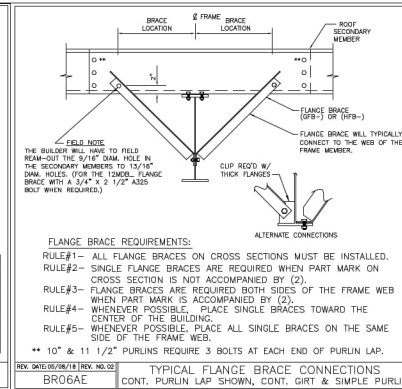 BRACE
LOCATION
℄ FRAME
BRACE
LOCATION
ROOF
SECONDARY
MEMBER
**
**
2"
FLANGE BRACE
(GFB-) OR (HFB-)
FIELD NOTE
THE BUILDER WILL HAVE TO FIELD
REAM-OUT THE 9/16" DIAM. HOLE IN
THE SECONDARY MEMBERS TO 13/16"
DIAM. HOLES. (FOR THE 12MDB_ FLANGE
BRACE WITH A 3/4" X 2 1/2" A325
BOLT WHEN REQUIRED.)
FLANGE BRACE WILL TYPICALLY
CONNECT TO THE WEB OF THE
FRAME MEMBER.
CLIP REQ'D W/
THICK FLANGES
ALTERNATE CONNECTIONS
FLANGE BRACE REQUIREMENTS:
RULE#1- ALL FLANGE BRACES ON CROSS SECTIONS MUST BE INSTALLED.
RULE#2- SINGLE FLANGE BRACES ARE REQUIRED WHEN PART MARK ON
CROSS SECTION IS NOT ACCOMPANIED BY (2).
RULE#3- FLANGE BRACES ARE REQUIRED BOTH SIDES OF THE FRAME WEB
WHEN PART MARK IS ACCOMPANIED BY (2).
RULE#4- WHENEVER POSSIBLE, PLACE SINGLE BRACES TOWARD THE
CENTER OF THE BUILDING.
RULE#5- WHENEVER POSSIBLE, PLACE ALL SINGLE BRACES ON THE SAME
SIDE OF THE FRAME WEB.
** 10" & 11 1/2" PURLINS REQUIRE 3 BOLTS AT EACH END OF PURLIN LAP.
REV. DATE: 05/08/18 REV. NO. 02
BR06AE
TYPICAL FLANGE BRACE CONNECTIONS
CONT. PURLIN LAP SHOWN, CONT. GIRT & SIMPLE PURLI